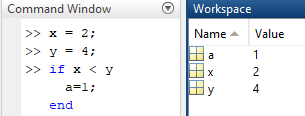 Command Window
>> x = 2;
>> y = 4;
>> if x < y
a=1;
end
Workspace
Name Value
a 1
x 2
y 4